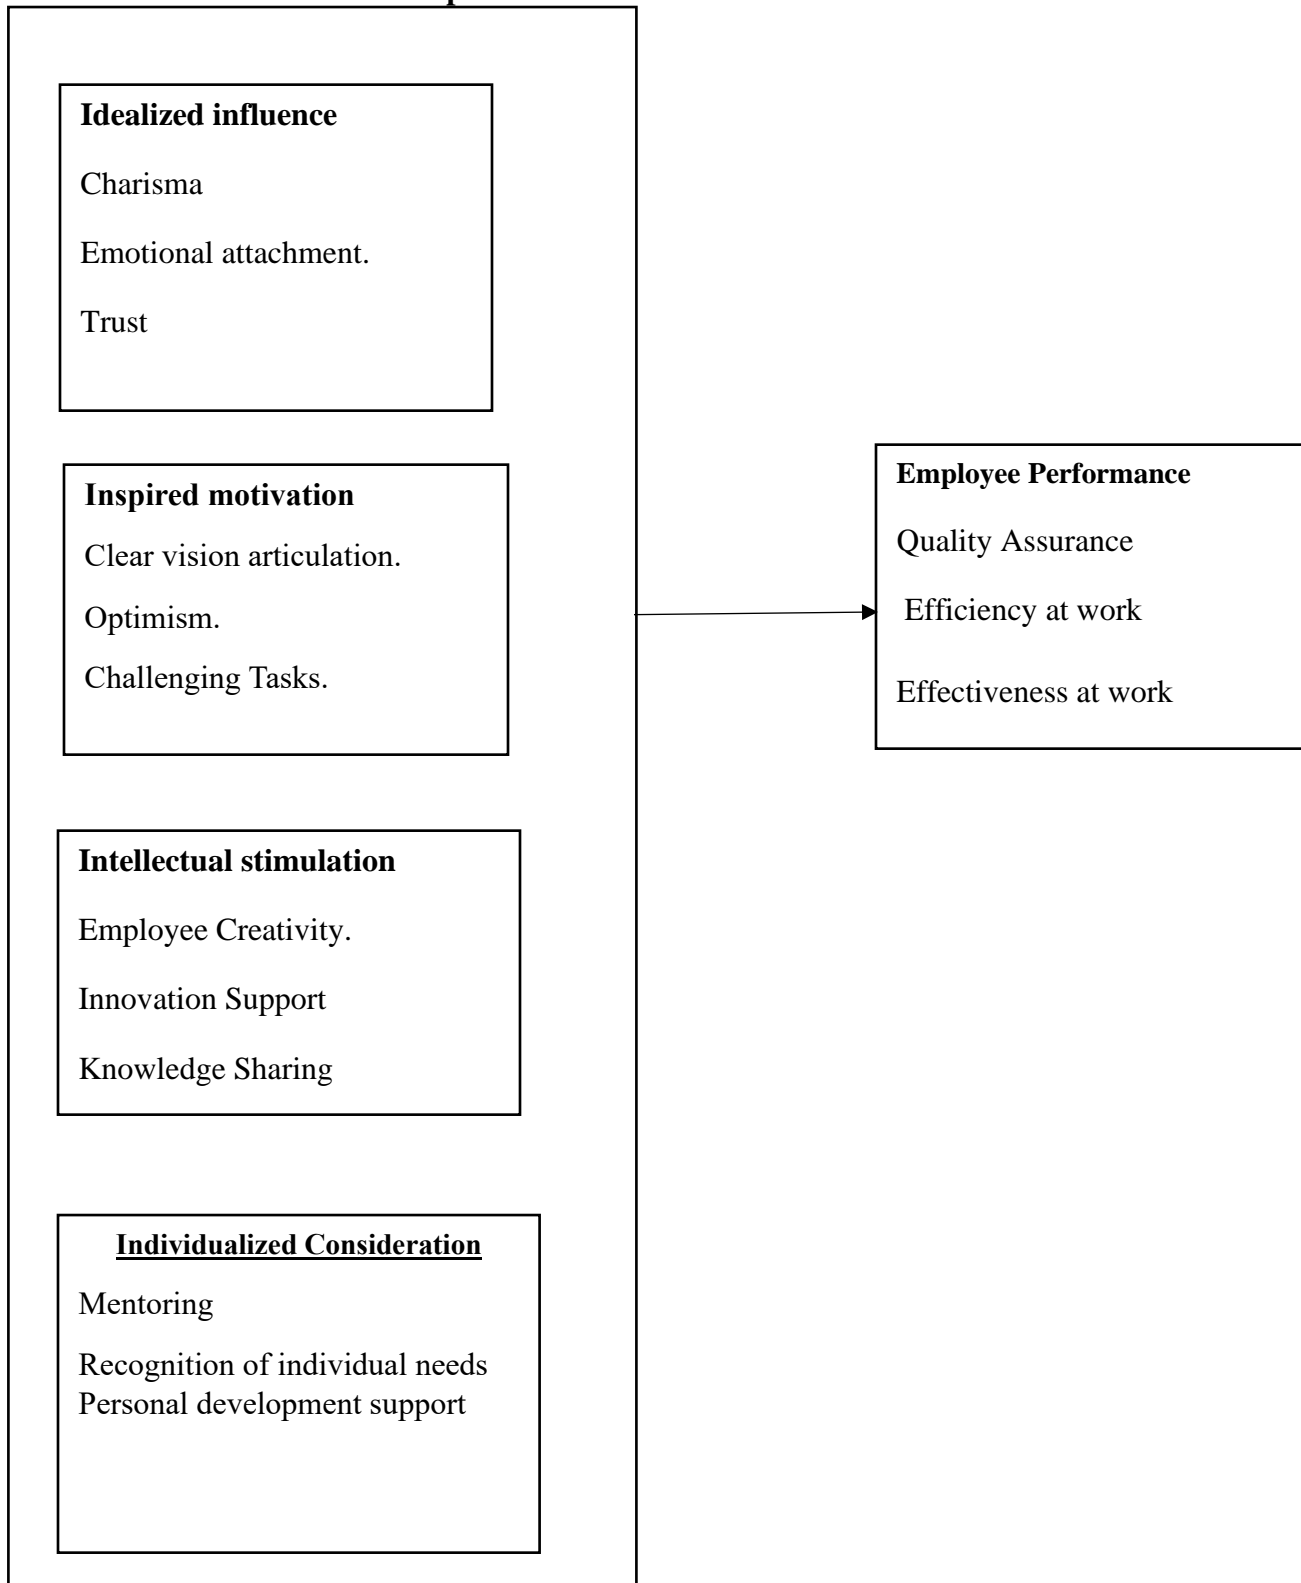 Idealized influence
Charisma
Emotional attachment.
Trust
Inspired motivation
Clear vision articulation.
Optimism.
Challenging Tasks.
Intellectual stimulation
Employee Creativity.
Innovation Support
Knowledge Sharing
Individualized Consideration
Mentoring
Recognition of individual needs
Personal development support
Employee Performance
Quality Assurance
Efficiency at work
Effectiveness at work